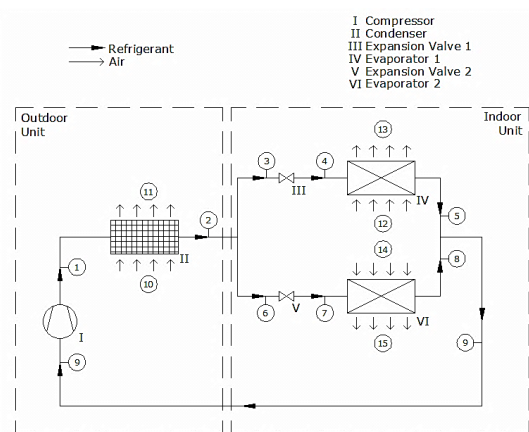 I Compressor
II Condenser
III Expansion Valve 1
IV Evaporator 1
V Expansion Valve 2
VI Evaporator 2
Refrigerant
Air
Outdoor
Unit
Indoor
Unit
13
3
4
III
11
IV
2
12
5
14
II
8
1
10
6
V
7
VI
I
15
9
9